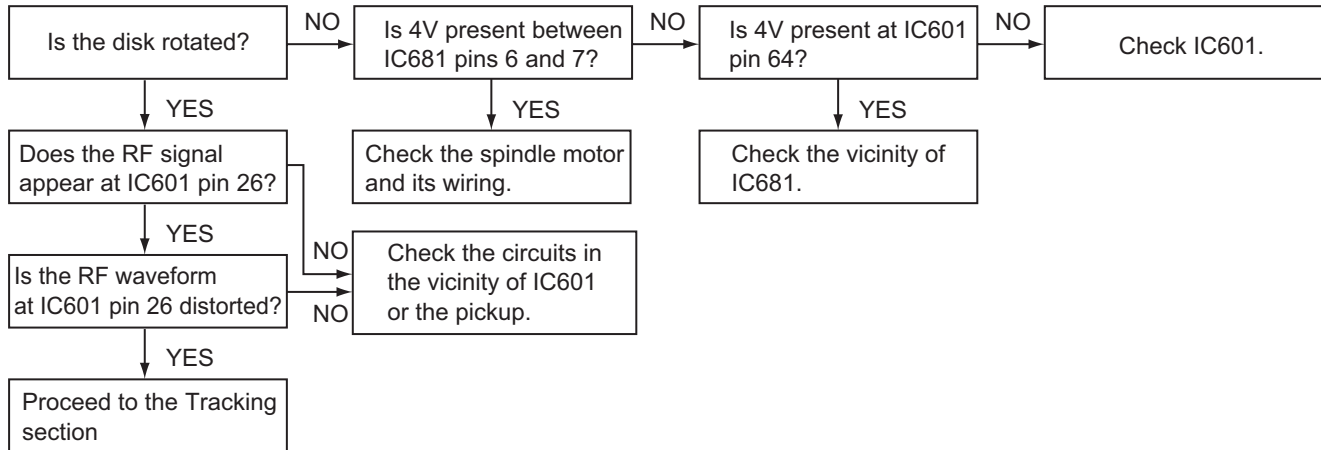 Is the disk rotated?
NO
Is 4V present between
IC681 pins 6 and 7?
NO
Is 4V present at IC601
pin 64?
NO
Check IC601.
YES
YES
YES
Does the RF signal
appear at IC601 pin 26?
Check the spindle motor
and its wiring.
Check the vicinity of
IC681.
YES
NO
Is the RF waveform
at IC601 pin 26 distorted?
NO
Check the circuits in
the vicinity of IC601
or the pickup.
YES
Proceed to the Tracking
section